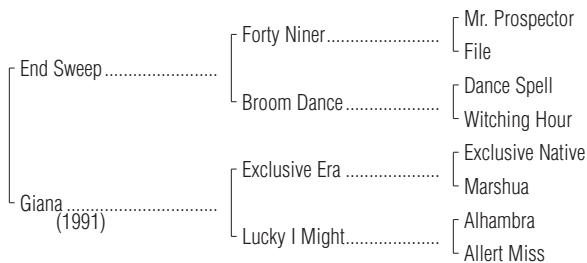 Mr. Prospector
Forty Niner
File
End Sweep
Dance Spell
Broom Dance
Witching Hour
Exclusive Native
Exclusive Era
Marshua
Giana
(1991)
Alhambra
Lucky I Might
Allert Miss